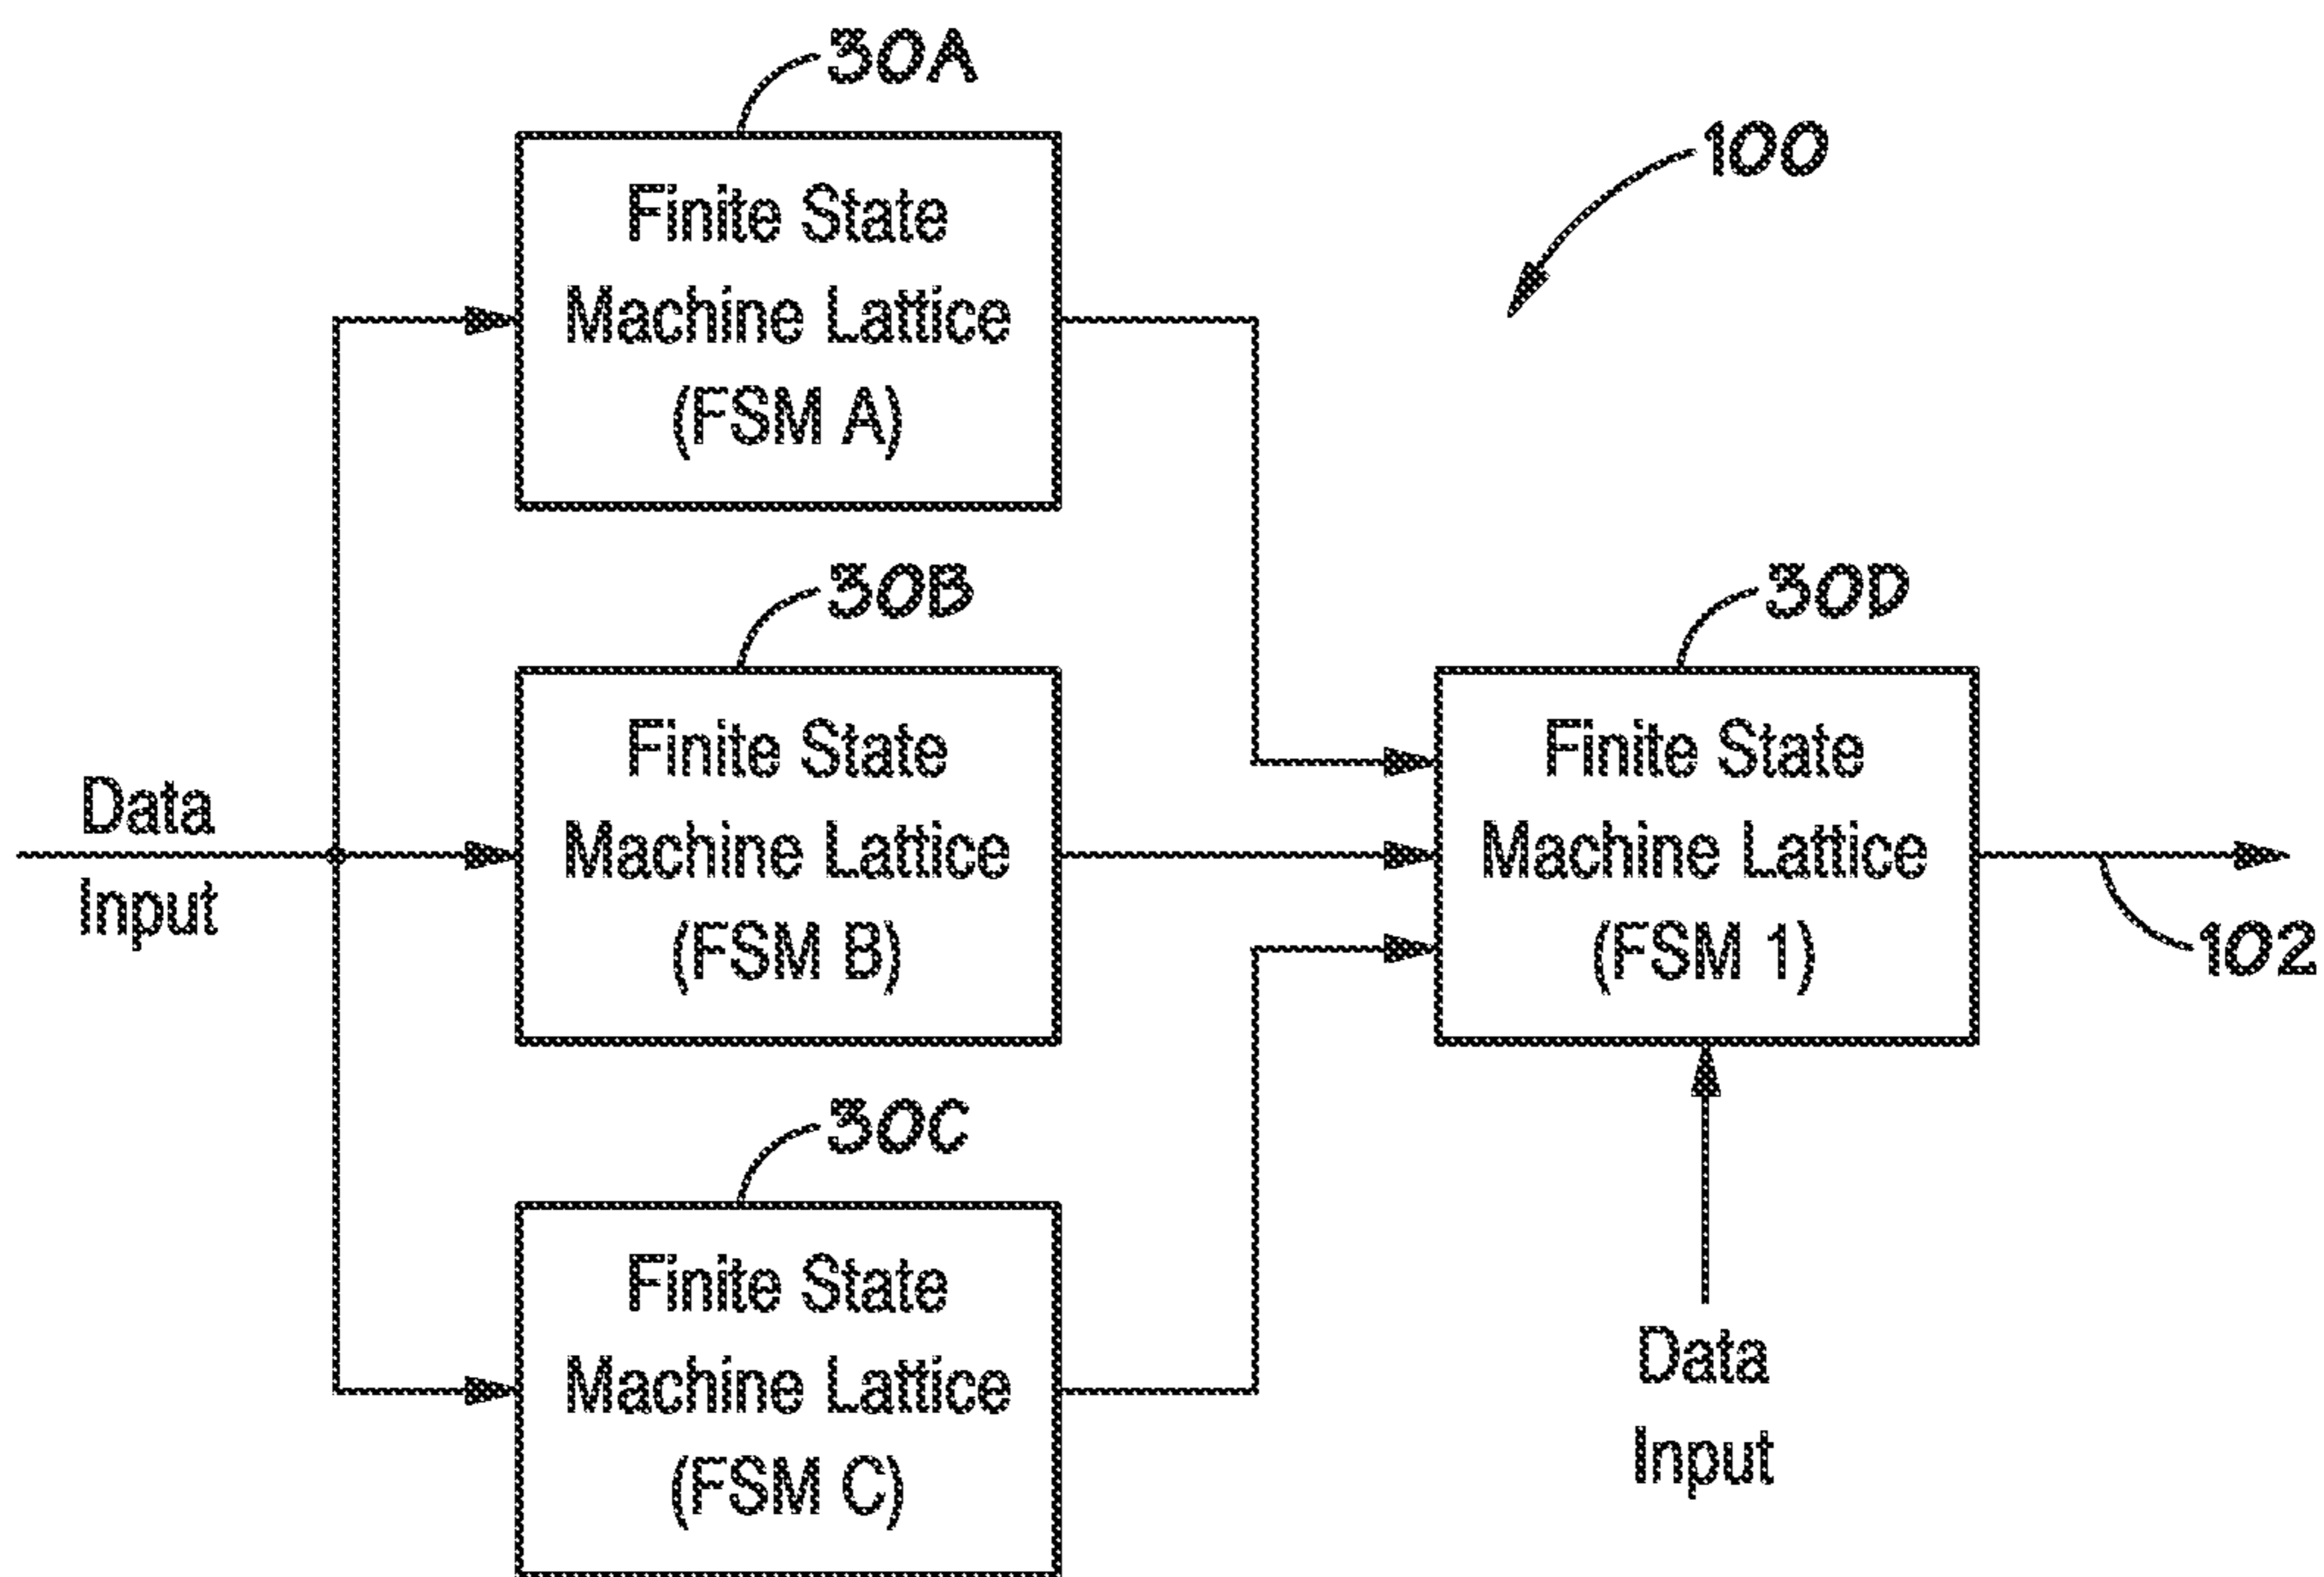 30A
100
Finite State
Machine Lattice
(FSM A)
30B
30D
Finite State
Machine Lattice
(FSM B)
Finite State
Machine Lattice
(FSM 1)
Data
Input
102
30C
Finite State
Machine Lattice
(FSM C)
Data
Input